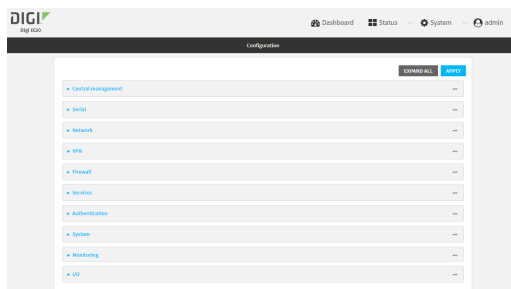 DIGI
Digi IX20
Dashboard Status System admin
Configuration
EXPAND ALL APPLY
Central management
Serial
Network
VPN
Firewall
Services
Authentication
System
Monitoring
I/O